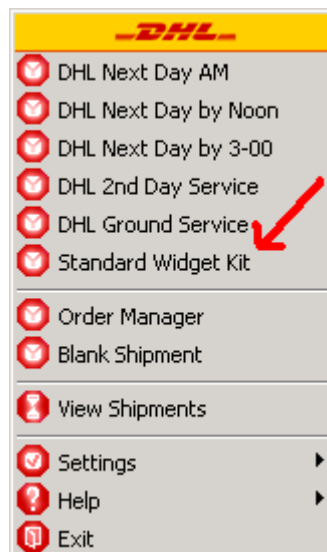 DHL
DHL Next Day AM
DHL Next Day by Noon
DHL Next Day by 3-00
DHL 2nd Day Service
DHL Ground Service
Standard Widget Kit
Order Manager
Blank Shipment
View Shipments
Settings
Help
Exit